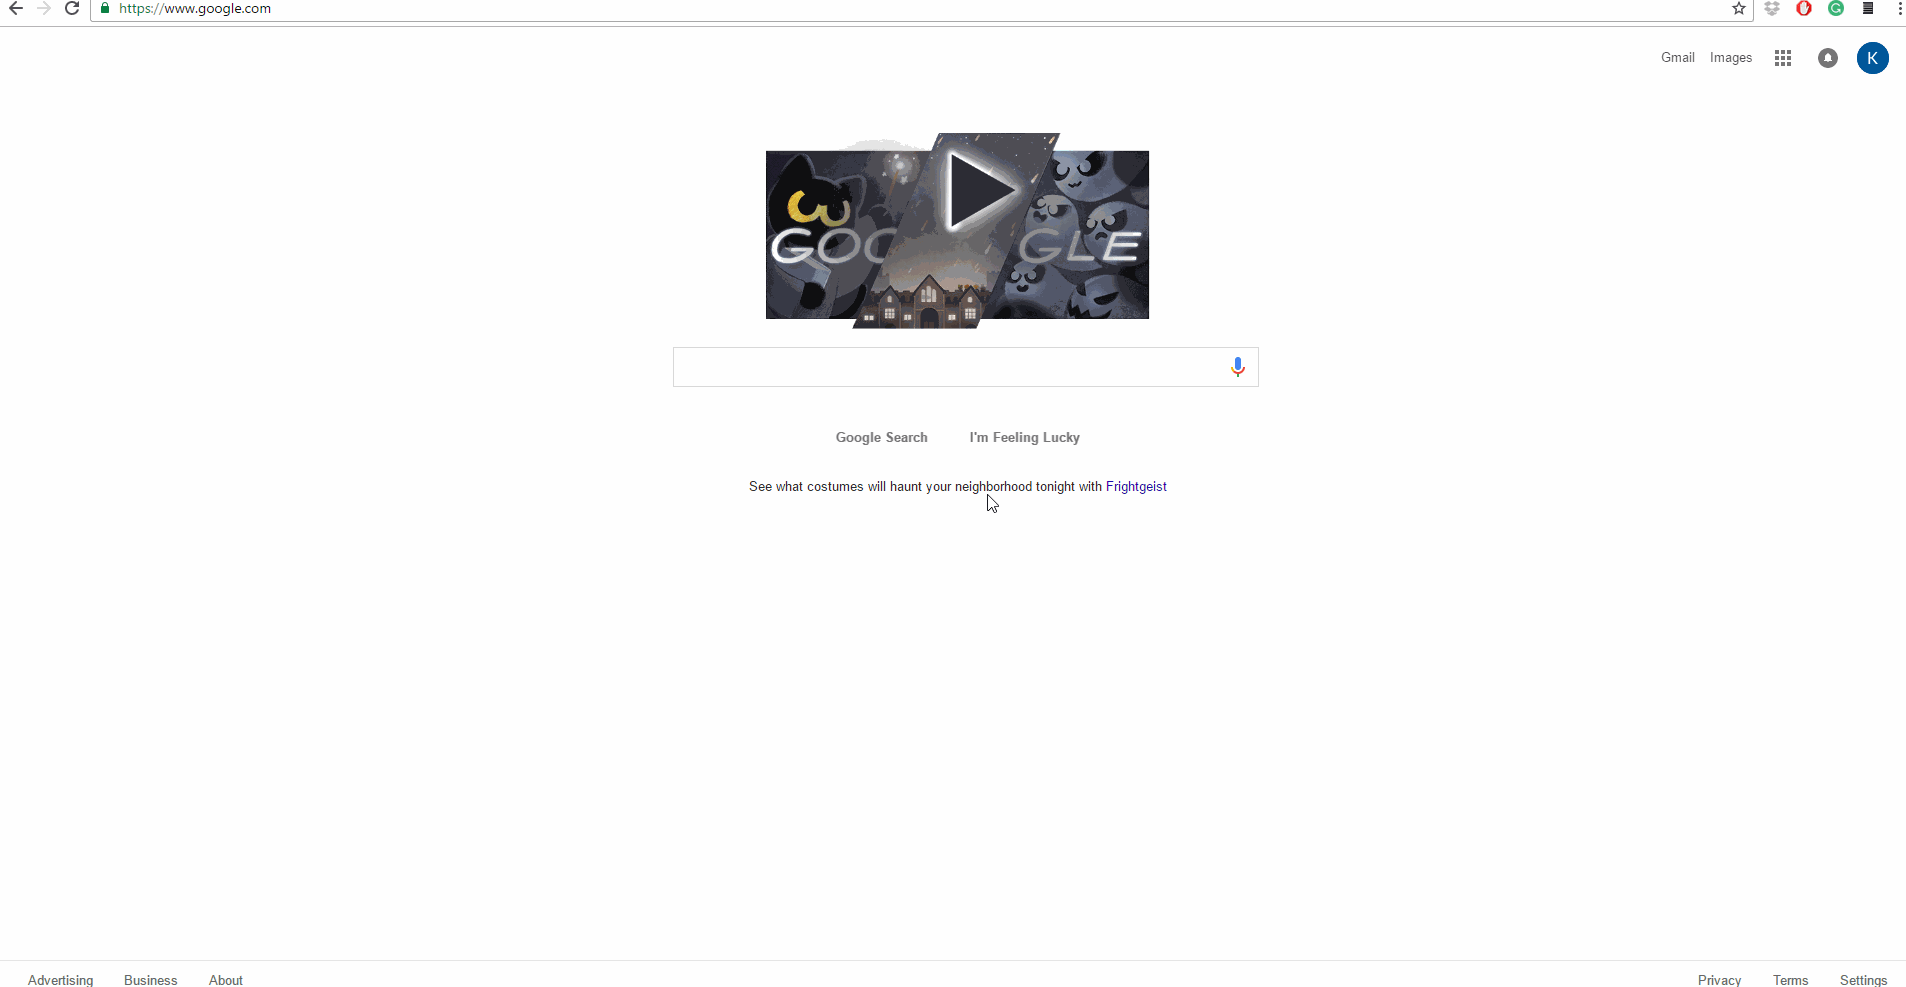 https://www.google.com
Gmail Images K
GOO GLE
Google Search I'm Feeling Lucky
See what costumes will haunt your neighborhood tonight with Frightgeist
Advertising Business About Privacy Terms Settings